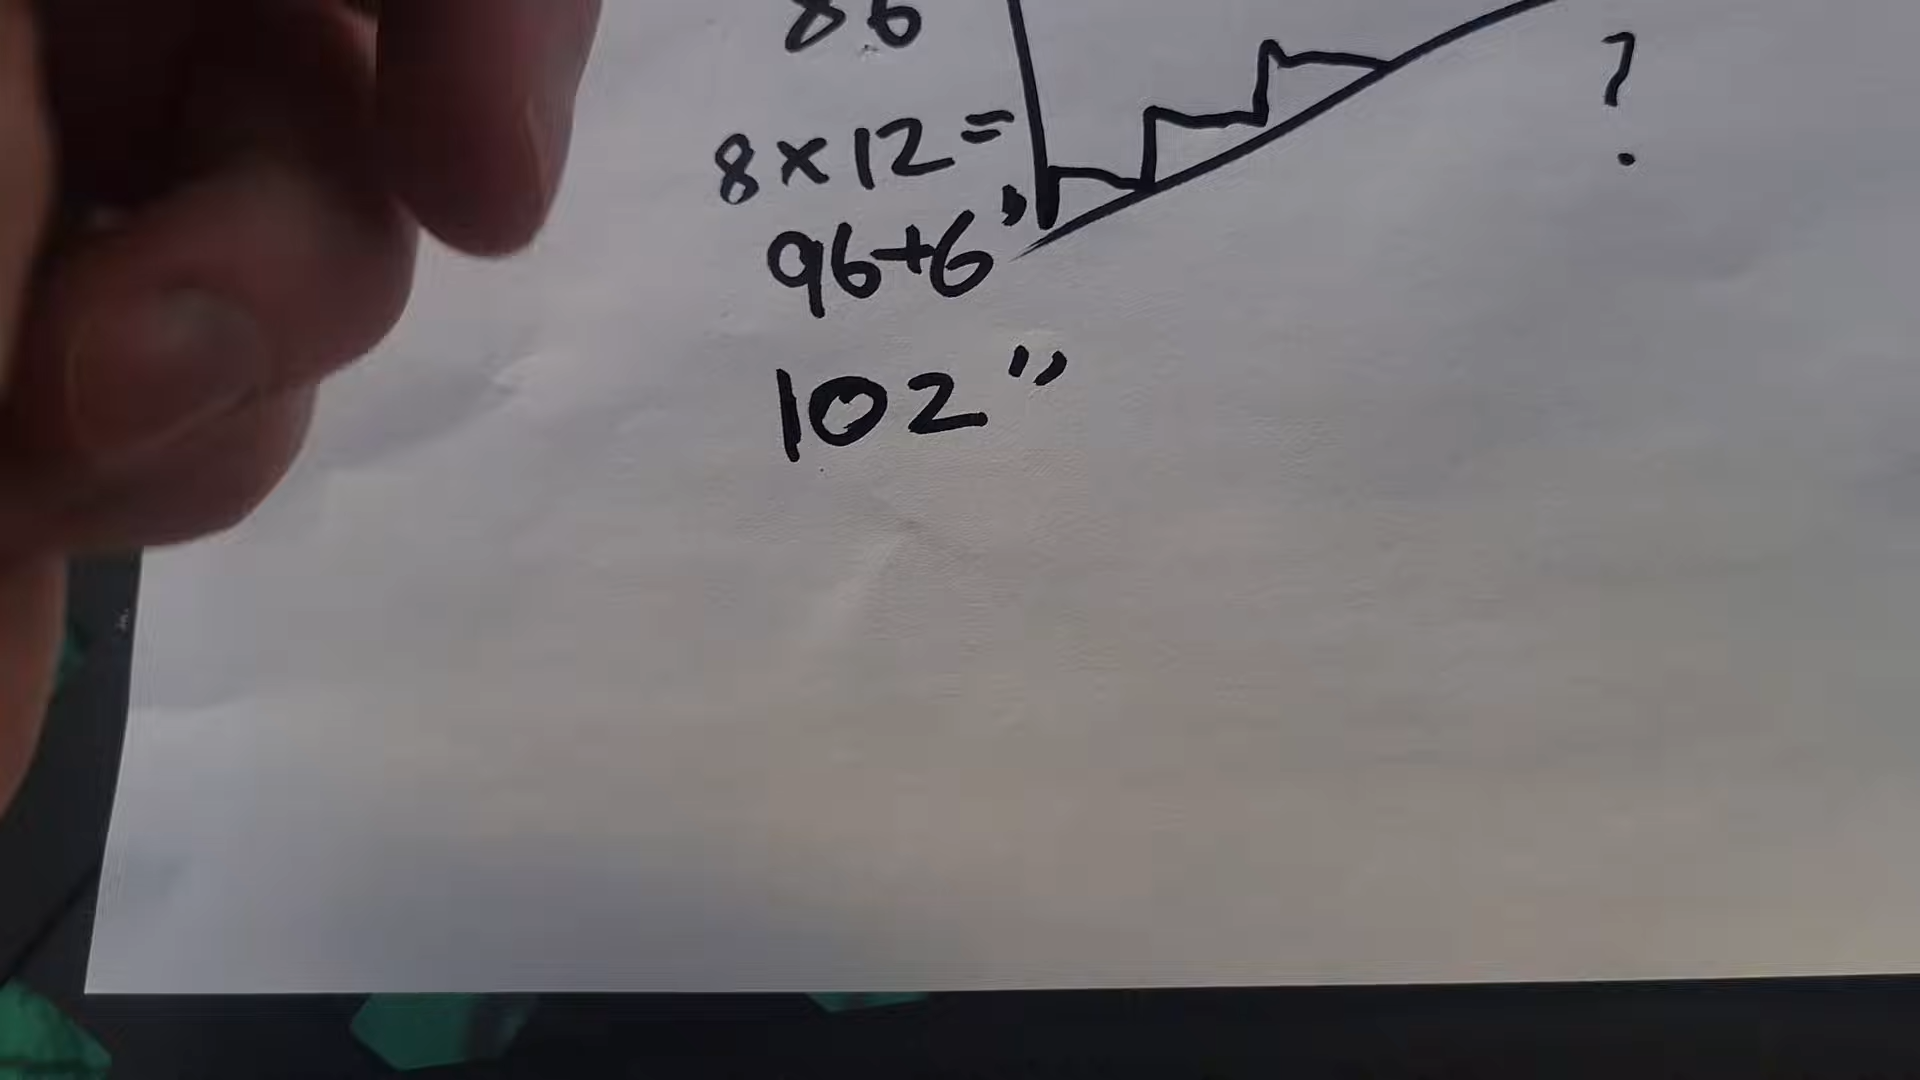 8 6
?
8 x 12 =
96+6"
102"